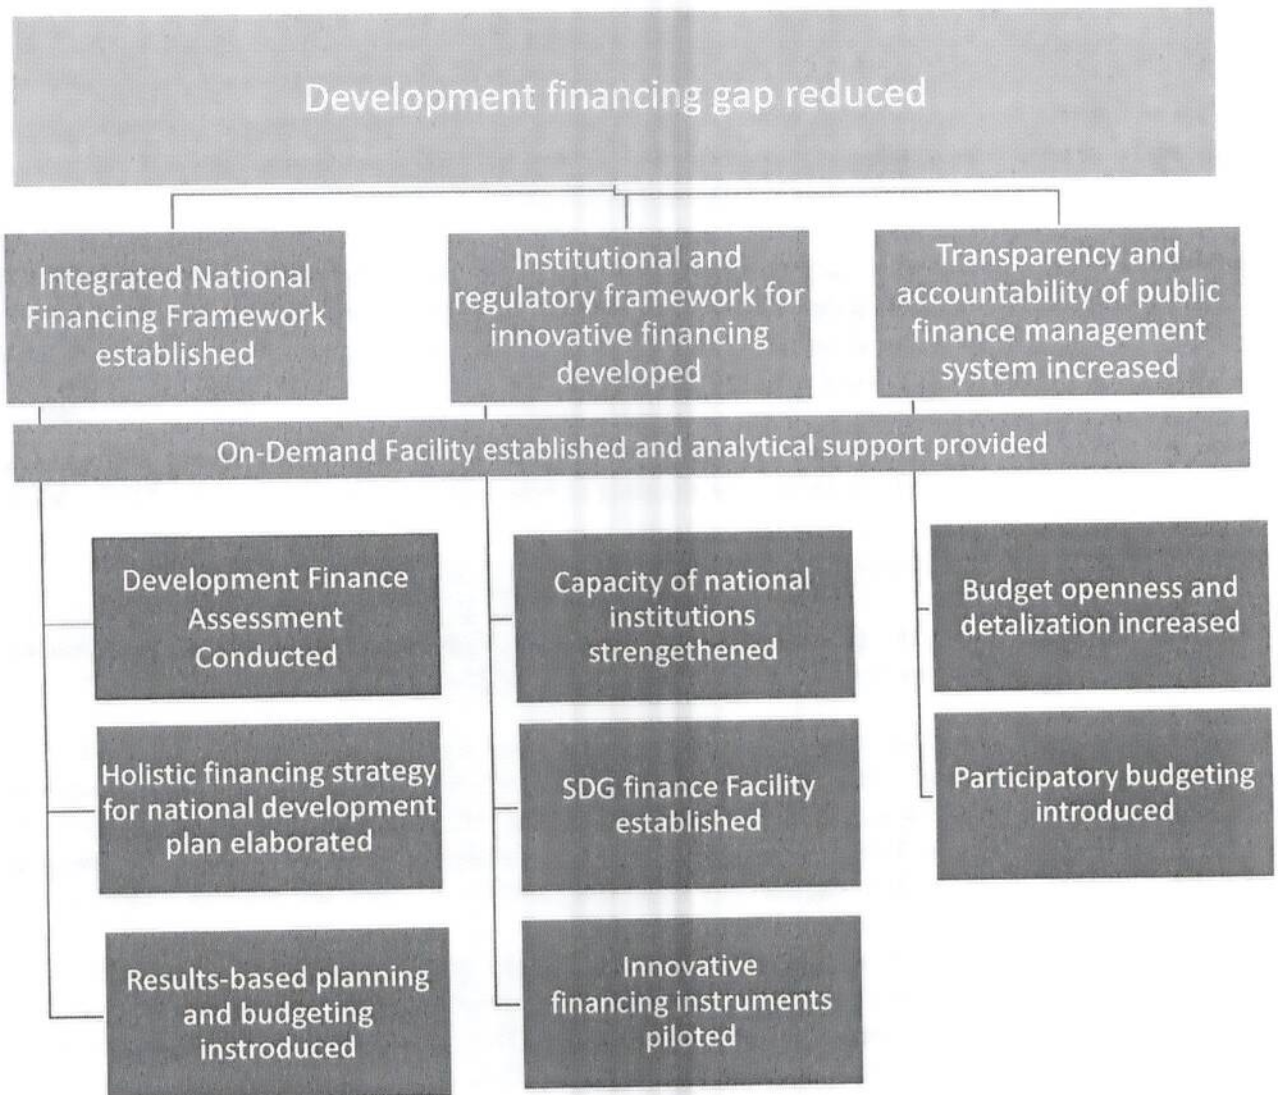 Development financing gap reduced
Integrated National
Financing Framework
established
Institutional and
regulatory framework for
innovative financing
developed
Transparency and
accountability of public
finance management
system increased
On-Demand Facility established and analytical support provided
Development Finance
Assessment
Conducted
Holistic financing strategy
for national development
plan elaborated
Results-based planning
and budgeting
instroduced
Capacity of national
institutions
strengethened
SDG finance Facility
established
Innovative
financing instruments
piloted
Budget openness and
detalization increased
Participatory budgeting
introduced